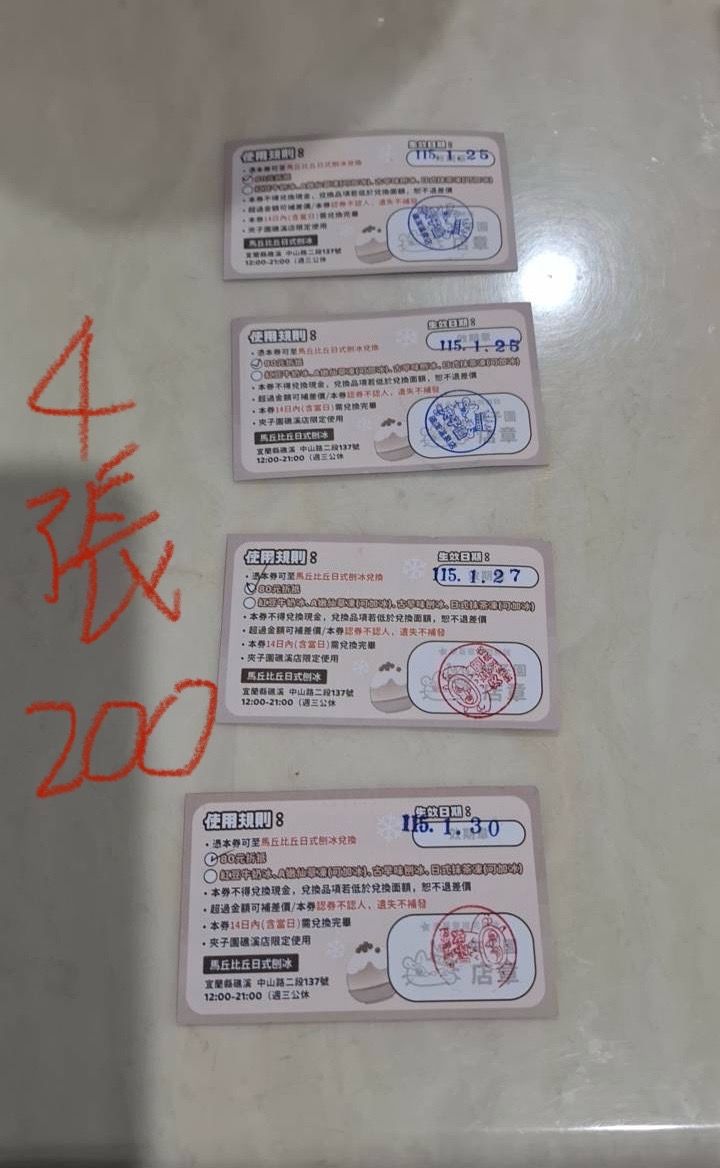 使用規則：
生效日期：
115.1.25
・憑本券可至馬丘比丘日式刨冰兌換
80元折抵
紅豆牛奶冰、A嬤仙草凍(可加冰)、古早味刨冰、日式抹茶凍(可加冰)
・本券不得兌換現金，兌換品項若低於兌換面額，恕不退差價
・超過金額可補差價/本券認券不認人、遺失不補發
・本券14日內(含當日)需兌換完畢
・夾子園礁溪店限定使用
馬丘比丘日式刨冰
宜蘭縣礁溪 中山路二段137號
12:00-21:00（週三公休
店章
使用規則：
生效日期：
115.1.25
・憑本券可至馬丘比丘日式刨冰兌換
80元折抵
紅豆牛奶冰、A嬤仙草凍(可加冰)、古早味刨冰、日式抹茶凍(可加冰)
・本券不得兌換現金，兌換品項若低於兌換面額，恕不退差價
・超過金額可補差價/本券認券不認人、遺失不補發
・本券14日內(含當日)需兌換完畢
・夾子園礁溪店限定使用
馬丘比丘日式刨冰
宜蘭縣礁溪 中山路二段137號
12:00-21:00（週三公休
店章
4
張
200
使用規則：
生效日期：
115.1.27
・憑本券可至馬丘比丘日式刨冰兌換
80元折抵
紅豆牛奶冰、A嬤仙草凍(可加冰)、古早味刨冰、日式抹茶凍(可加冰)
・本券不得兌換現金，兌換品項若低於兌換面額，恕不退差價
・超過金額可補差價/本券認券不認人、遺失不補發
・本券14日內(含當日)需兌換完畢
・夾子園礁溪店限定使用
馬丘比丘日式刨冰
宜蘭縣礁溪 中山路二段137號
12:00-21:00（週三公休
店章
使用規則：
生效日期：
115.1.30
・憑本券可至馬丘比丘日式刨冰兌換
80元折抵
紅豆牛奶冰、A嬤仙草凍(可加冰)、古早味刨冰、日式抹茶凍(可加冰)
・本券不得兌換現金，兌換品項若低於兌換面額，恕不退差價
・超過金額可補差價/本券認券不認人、遺失不補發
・本券14日內(含當日)需兌換完畢
・夾子園礁溪店限定使用
馬丘比丘日式刨冰
宜蘭縣礁溪 中山路二段137號
12:00-21:00（週三公休
店章